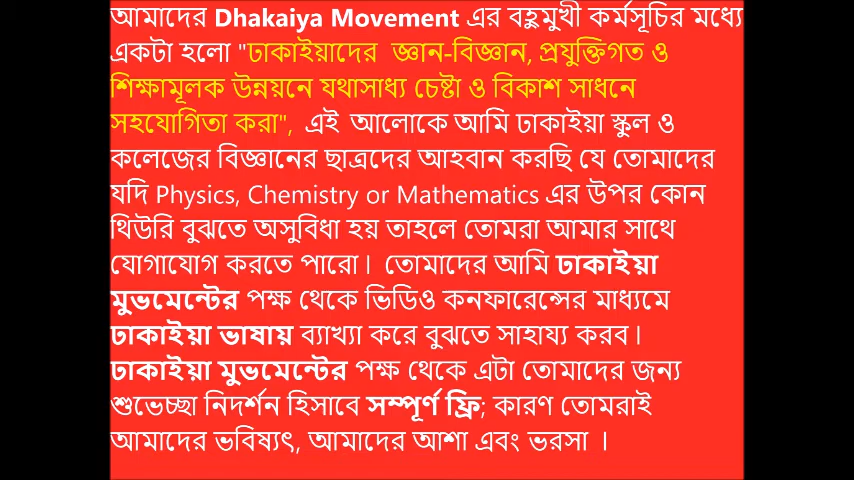 আমাদের Dhakaiya Movement এর বহুমুখী কর্মসূচির মধ্যে
একটা হলো "ঢাকাইয়াদের জ্ঞান-বিজ্ঞান, প্রযুক্তিগত ও
শিক্ষামূলক উন্নয়নে যথাসাধ্য চেষ্টা ও বিকাশ সাধনে
সহযোগিতা করা", এই আলোকে আমি ঢাকাইয়া স্কুল ও
কলেজের বিজ্ঞানের ছাত্রদের আহবান করছি যে তোমাদের
যদি Physics, Chemistry or Mathematics এর উপর কোন
থিউরি বুঝতে অসুবিধা হয় তাহলে তোমরা আমার সাথে
যোগাযোগ করতে পারো। তোমাদের আমি ঢাকাইয়া
মুভমেন্টের পক্ষ থেকে ভিডিও কনফারেন্সের মাধ্যমে
ঢাকাইয়া ভাষায় ব্যাখ্যা করে বুঝতে সাহায্য করব।
ঢাকাইয়া মুভমেন্টের পক্ষ থেকে এটা তোমাদের জন্য
শুভেচ্ছা নিদর্শন হিসাবে সম্পূর্ণ ফ্রি; কারণ তোমরাই
আমাদের ভবিষ্যৎ, আমাদের আশা এবং ভরসা ।